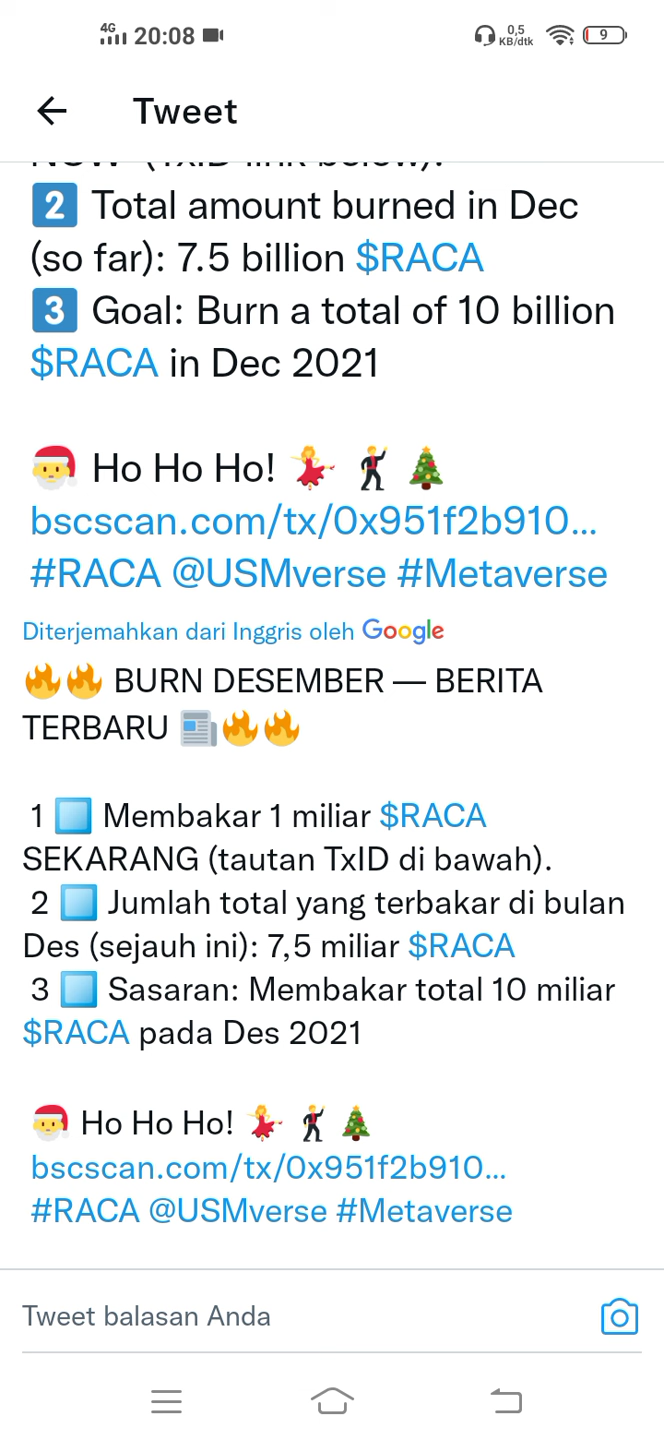 4G 20:08 0,5 KB/dtk 9
Tweet
2 Total amount burned in Dec
(so far): 7.5 billion $RACA
3 Goal: Burn a total of 10 billion
$RACA in Dec 2021
🎅 Ho Ho Ho! 💃 🕺 🎄
bscscan.com/tx/0x951f2b910...
#RACA @USMverse #Metaverse
Diterjemahkan dari Inggris oleh Google
🔥🔥 BURN DESEMBER — BERITA
TERBARU 📰🔥🔥
1 Membakar 1 miliar $RACA
SEKARANG (tautan TxID di bawah).
2 Jumlah total yang terbakar di bulan
Des (sejauh ini): 7,5 miliar $RACA
3 Sasaran: Membakar total 10 miliar
$RACA pada Des 2021
🎅 Ho Ho Ho! 💃 🕺 🎄
bscscan.com/tx/0x951f2b910...
#RACA @USMverse #Metaverse
Tweet balasan Anda